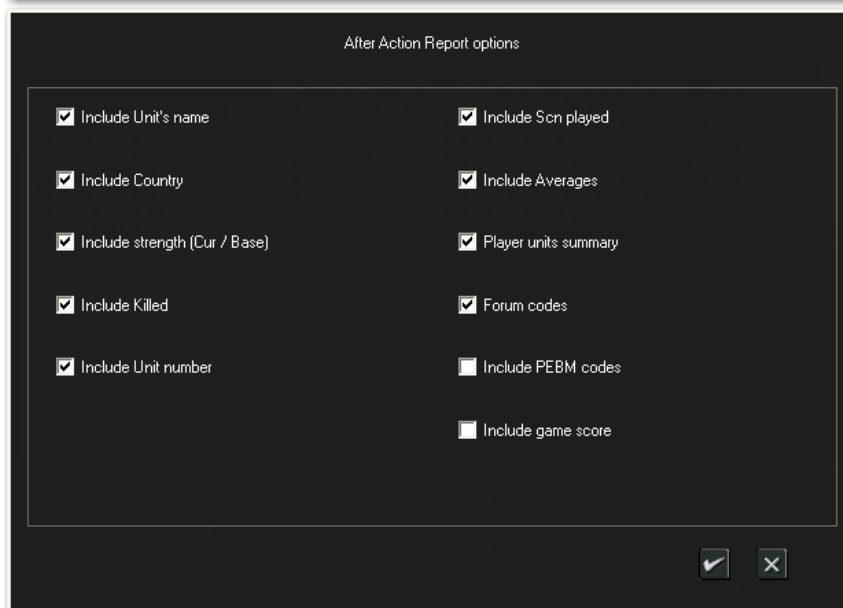 After Action Report options
Include Unit's name
Include Country
Include strength (Cur / Base)
Include Killed
Include Unit number
Include Scn played
Include Averages
Player units summary
Forum codes
Include PEBM codes
Include game score